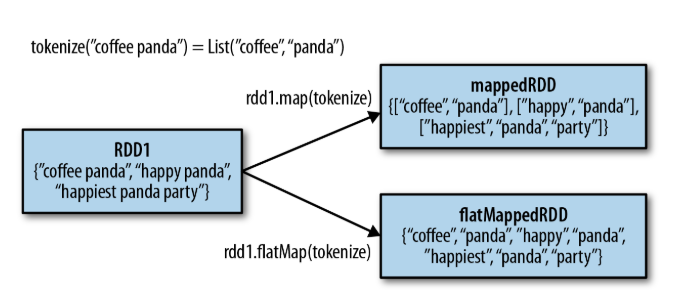 tokenize("coffee panda") = List("coffee", "panda")
rdd1.map(tokenize)
mappedRDD
{["coffee","panda"], ["happy","panda"],
["happiest","panda","party"]}
RDD1
{"coffee panda", "happy panda",
"happiest panda party"}
rdd1.flatMap(tokenize)
flatMappedRDD
{"coffee","panda", "happy","panda",
"happiest","panda","party"}